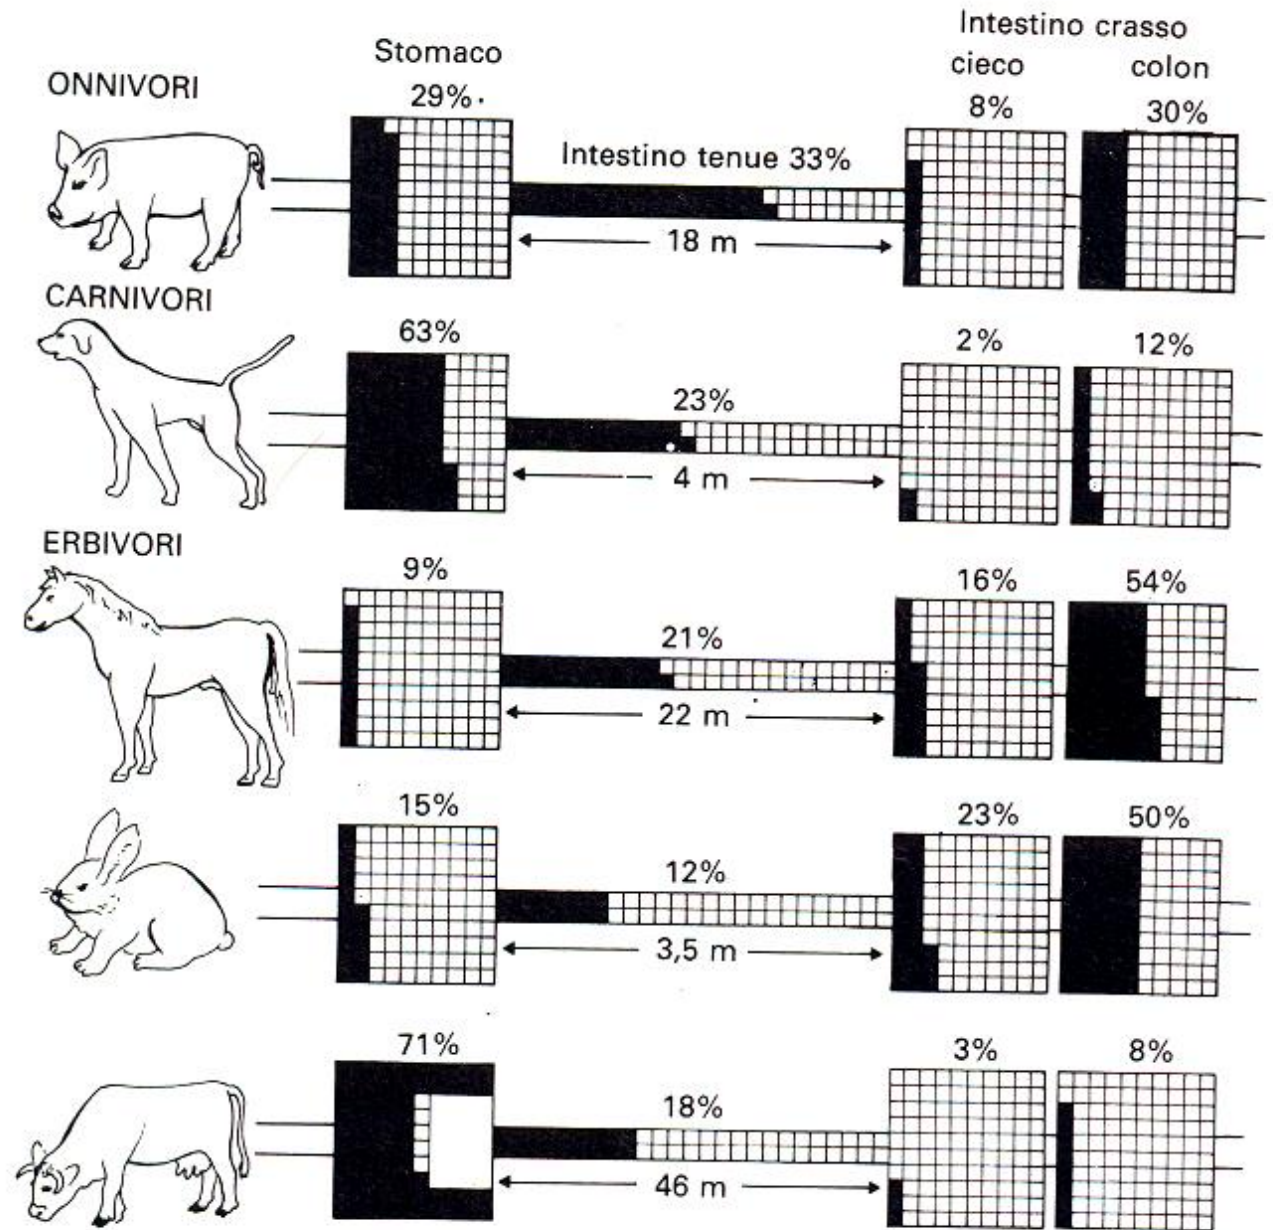 Intestino crasso
Stomaco
cieco colon
ONNIVORI
29% 8% 30%
Intestino tenue 33%
18 m
CARNIVORI
63% 2% 12%
23%
4 m
ERBIVORI
9% 16% 54%
21%
22 m
15% 23% 50%
12%
3,5 m
71% 3% 8%
18%
46 m